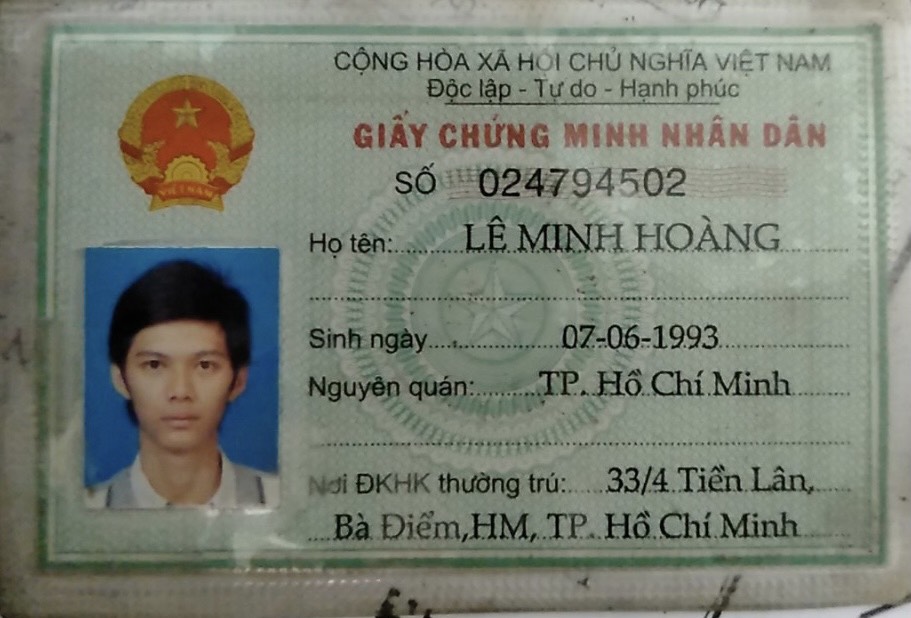 CỘNG HÒA XÃ HỘI CHỦ NGHĨA VIỆT NAM
Độc lập - Tự do - Hạnh phúc
GIẤY CHỨNG MINH NHÂN DÂN
SỐ 024794502
VIỆT NAM
Họ tên: LÊ MINH HOÀNG
Sinh ngày 07-06-1993
Nguyên quán: TP. Hồ Chí Minh
Nơi ĐKHK thường trú: 33/4 Tiền Lân,
Bà Điểm,HM, TP. Hồ Chí Minh